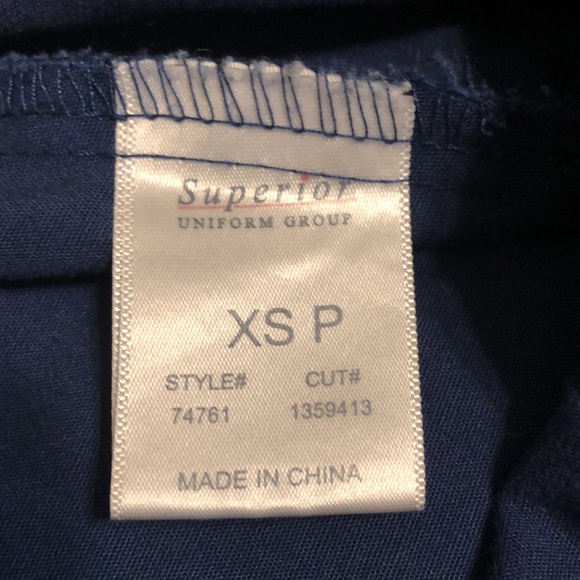 Superior
UNIFORM GROUP
XS P
STYLE# CUT#
74761 1359413
MADE IN CHINA